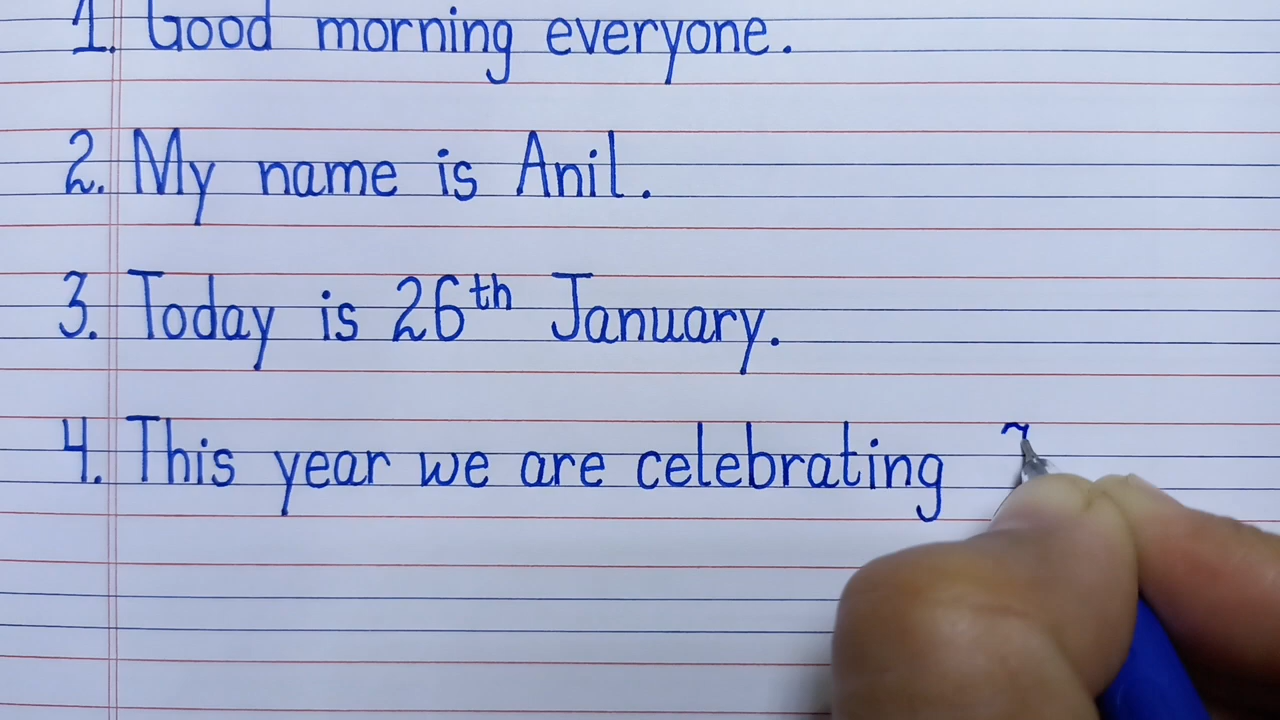 1. Good morning everyone.
2. My name is Anil.
3. Today is 26th January.
4. This year we are celebrating